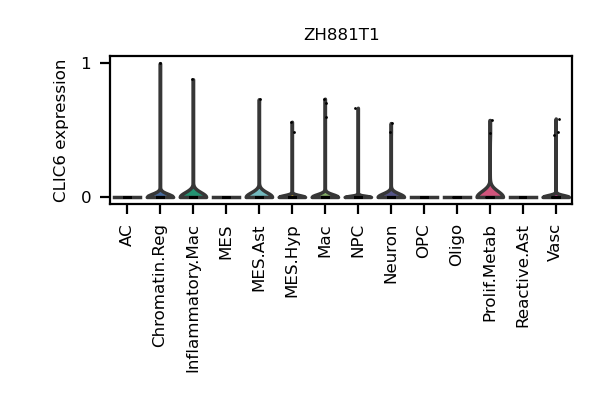 ZH881T1
CLIC6 expression
1
0
AC
Chromatin.Reg
Inflammatory.Mac
MES
MES.Ast
MES.Hyp
Mac
NPC
Neuron
OPC
Oligo
Prolif.Metab
Reactive.Ast
Vasc